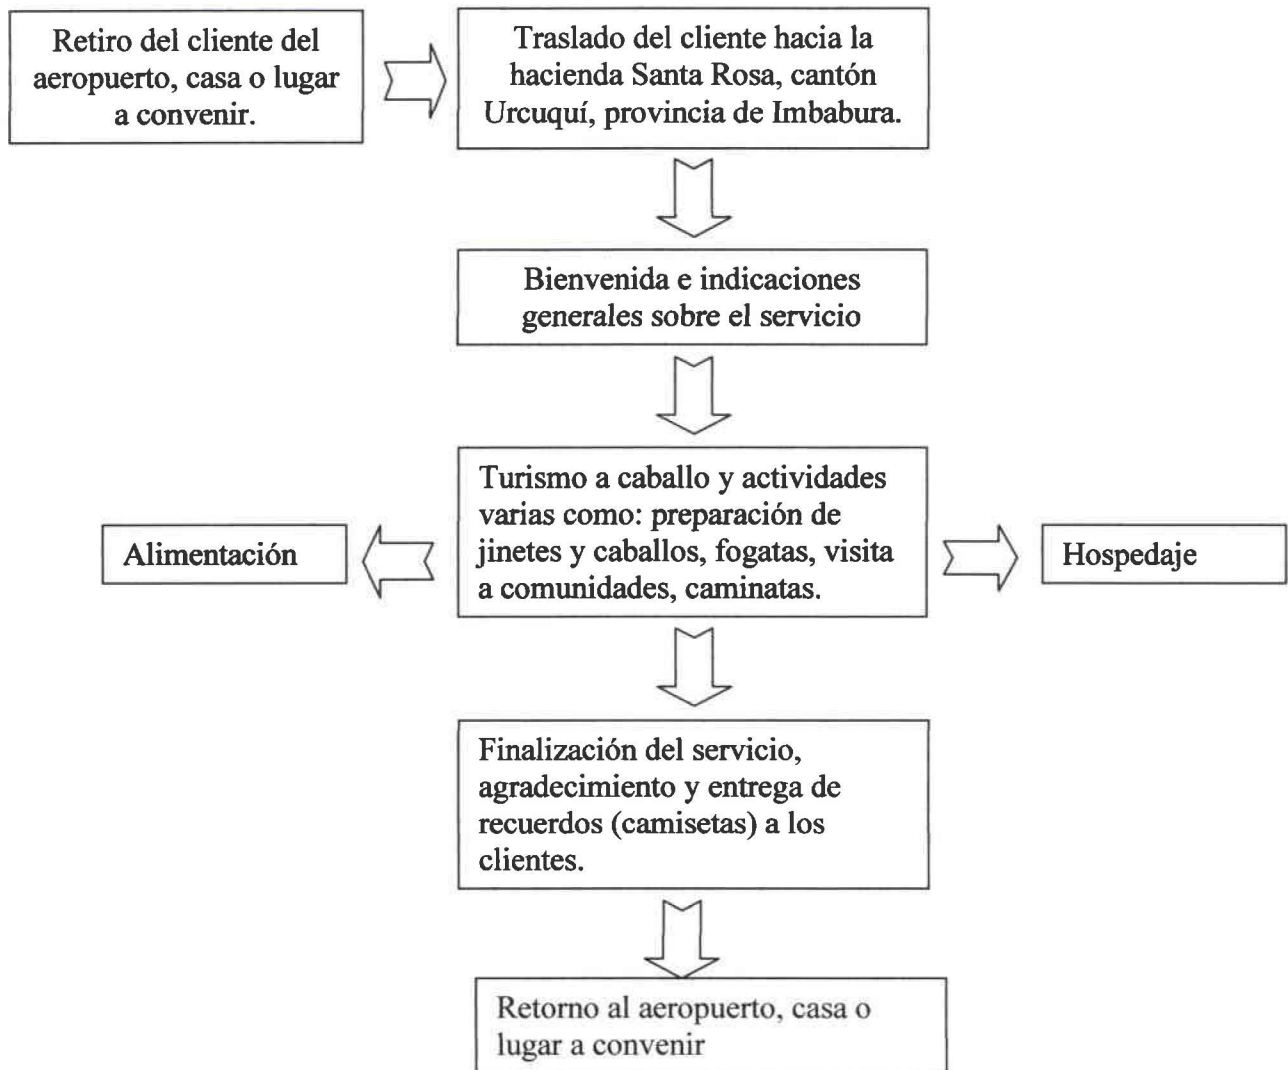 Retiro del cliente del
aeropuerto, casa o lugar
a convenir.
Traslado del cliente hacia la
hacienda Santa Rosa, cantón
Urcuquí, provincia de Imbabura.
Bienvenida e indicaciones
generales sobre el servicio
Turismo a caballo y actividades
varias como: preparación de
jinetes y caballos, fogatas, visita
a comunidades, caminatas.
Alimentación
Hospedaje
Finalización del servicio,
agradecimiento y entrega de
recuerdos (camisetas) a los
clientes.
Retorno al aeropuerto, casa o
lugar a convenir